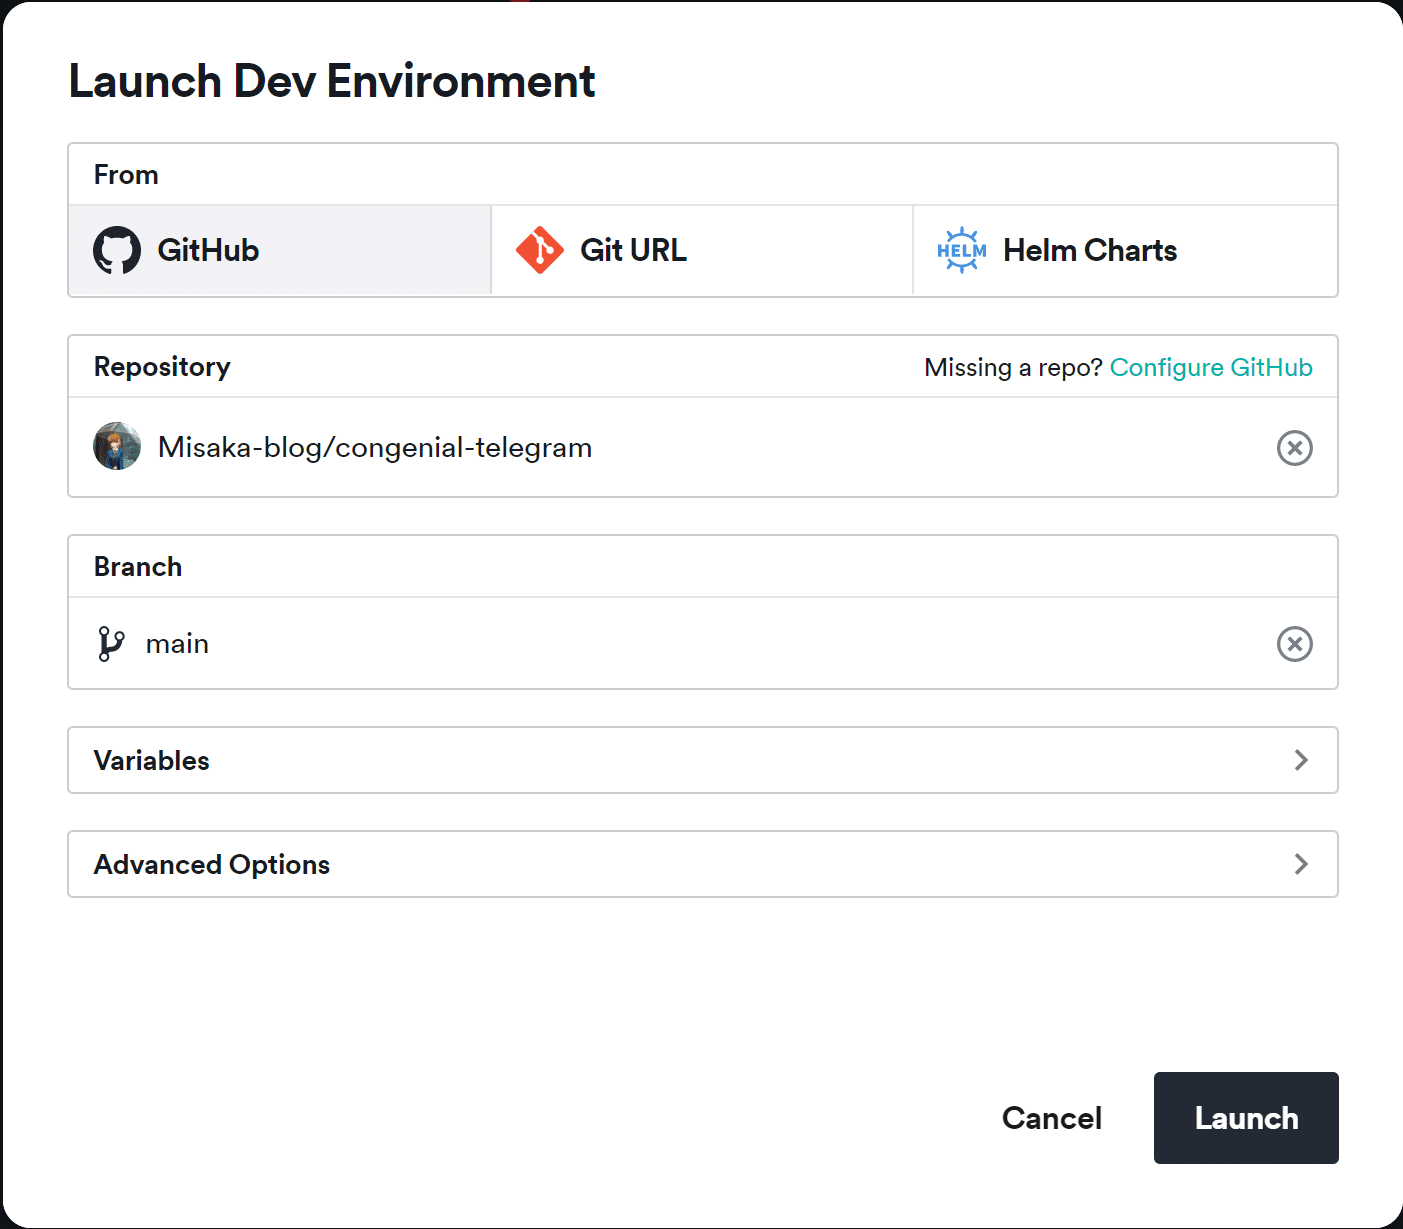 Launch Dev Environment
From
GitHub
Git URL
HELM
Helm Charts
Repository
Missing a repo? Configure GitHub
Misaka-blog/congenial-telegram
Branch
main
Variables
Advanced Options
Cancel
Launch